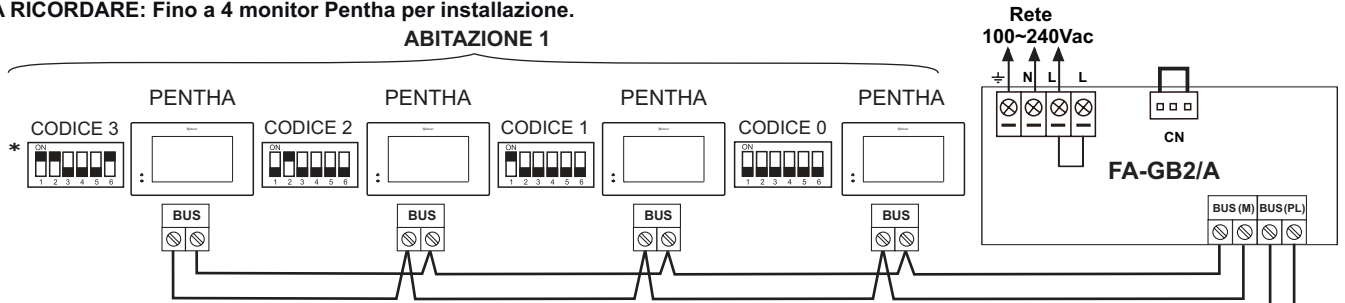 A RICORDARE: Fino a 4 monitor Pentha per installazione.
ABITAZIONE 1
Rete
100~240Vac
N L L
PENTHA PENTHA PENTHA PENTHA
* CODICE 3 CODICE 2 CODICE 1 CODICE 0
ON ON ON ON
1 2 3 4 5 6 1 2 3 4 5 6 1 2 3 4 5 6 1 2 3 4 5 6
CN
FA-GB2/A
BUS BUS BUS BUS
BUS (M) BUS (PL)